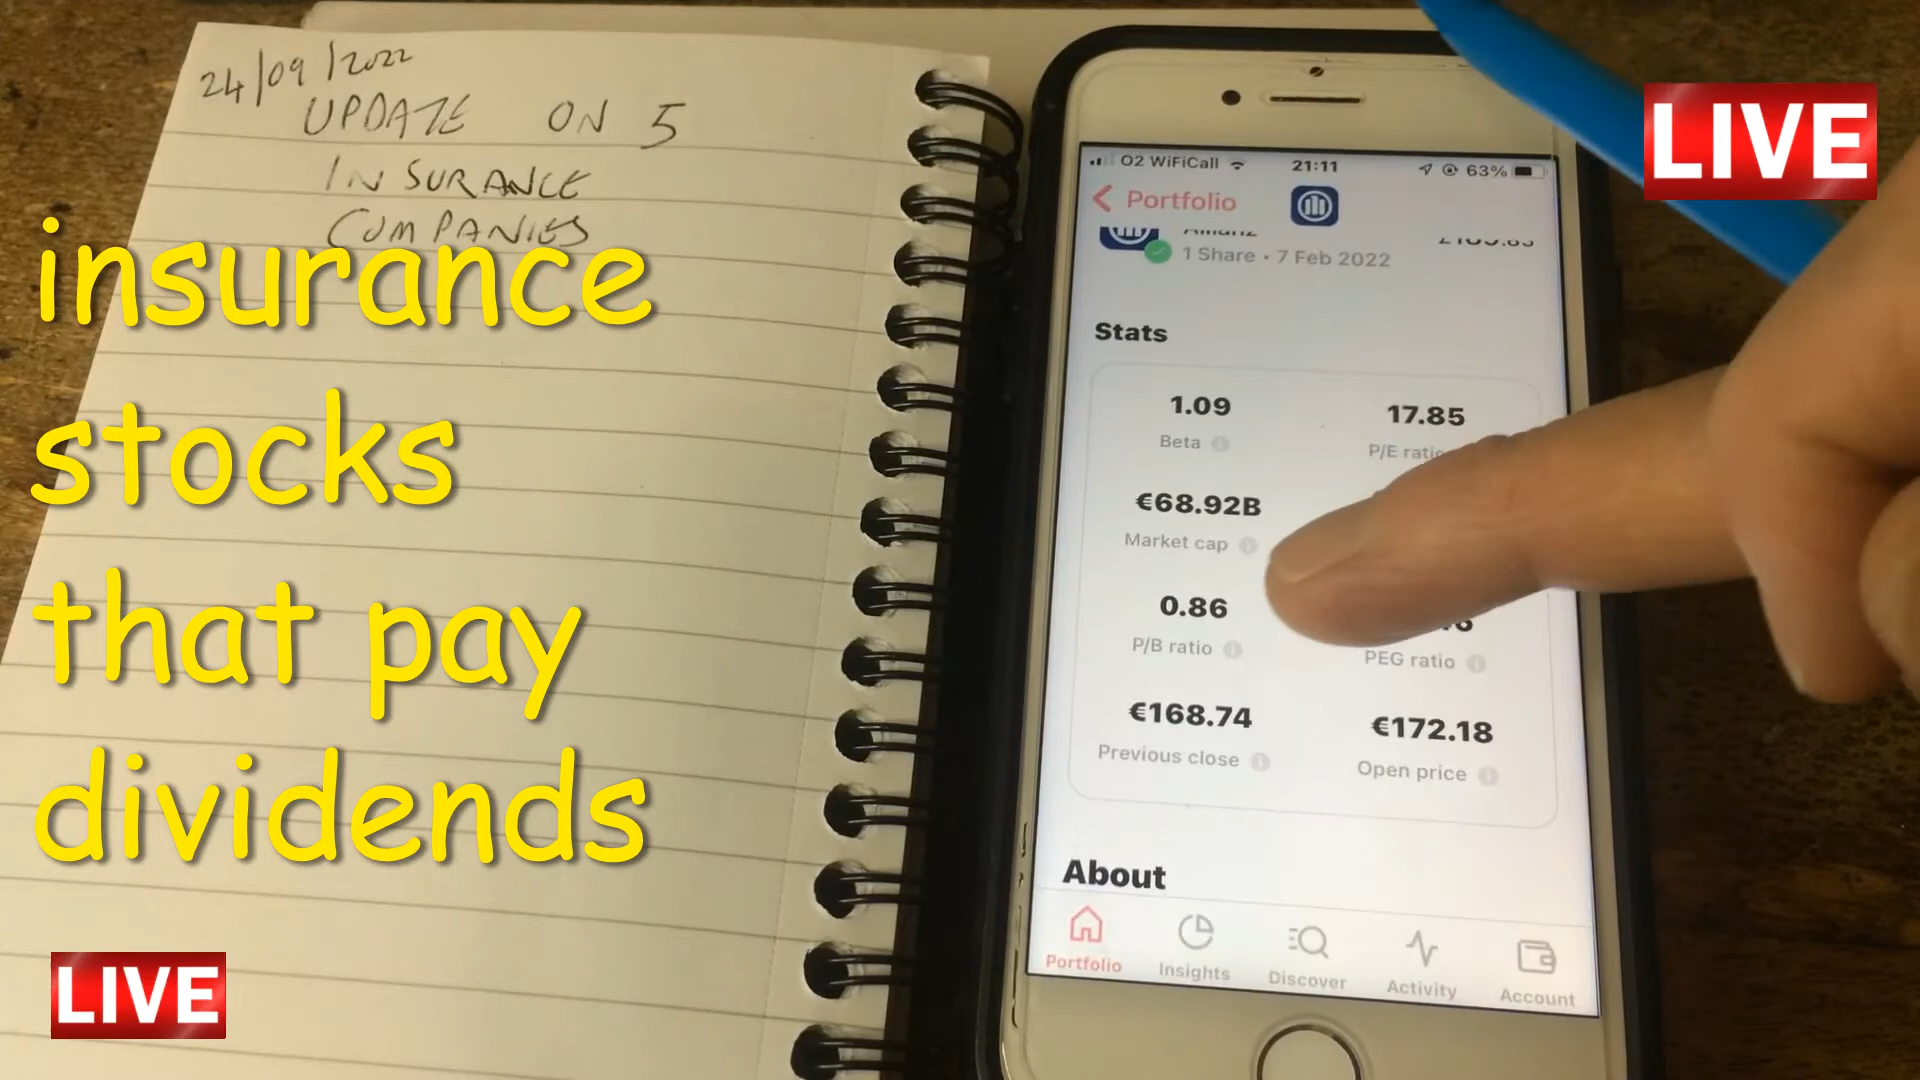 24/09/2022
UPDATE ON 5
INSURANCE
COMPANIES
insurance
stocks
that pay
dividends
LIVE
LIVE
O2 WiFiCall 21:11 63%
Portfolio
Allianz
1 Share • 7 Feb 2022
Stats
1.09 17.85
Beta P/E ratio
€68.92B
Market cap
0.86
P/B ratio PEG ratio
€168.74 €172.18
Previous close Open price
About
Portfolio Insights Discover Activity Account